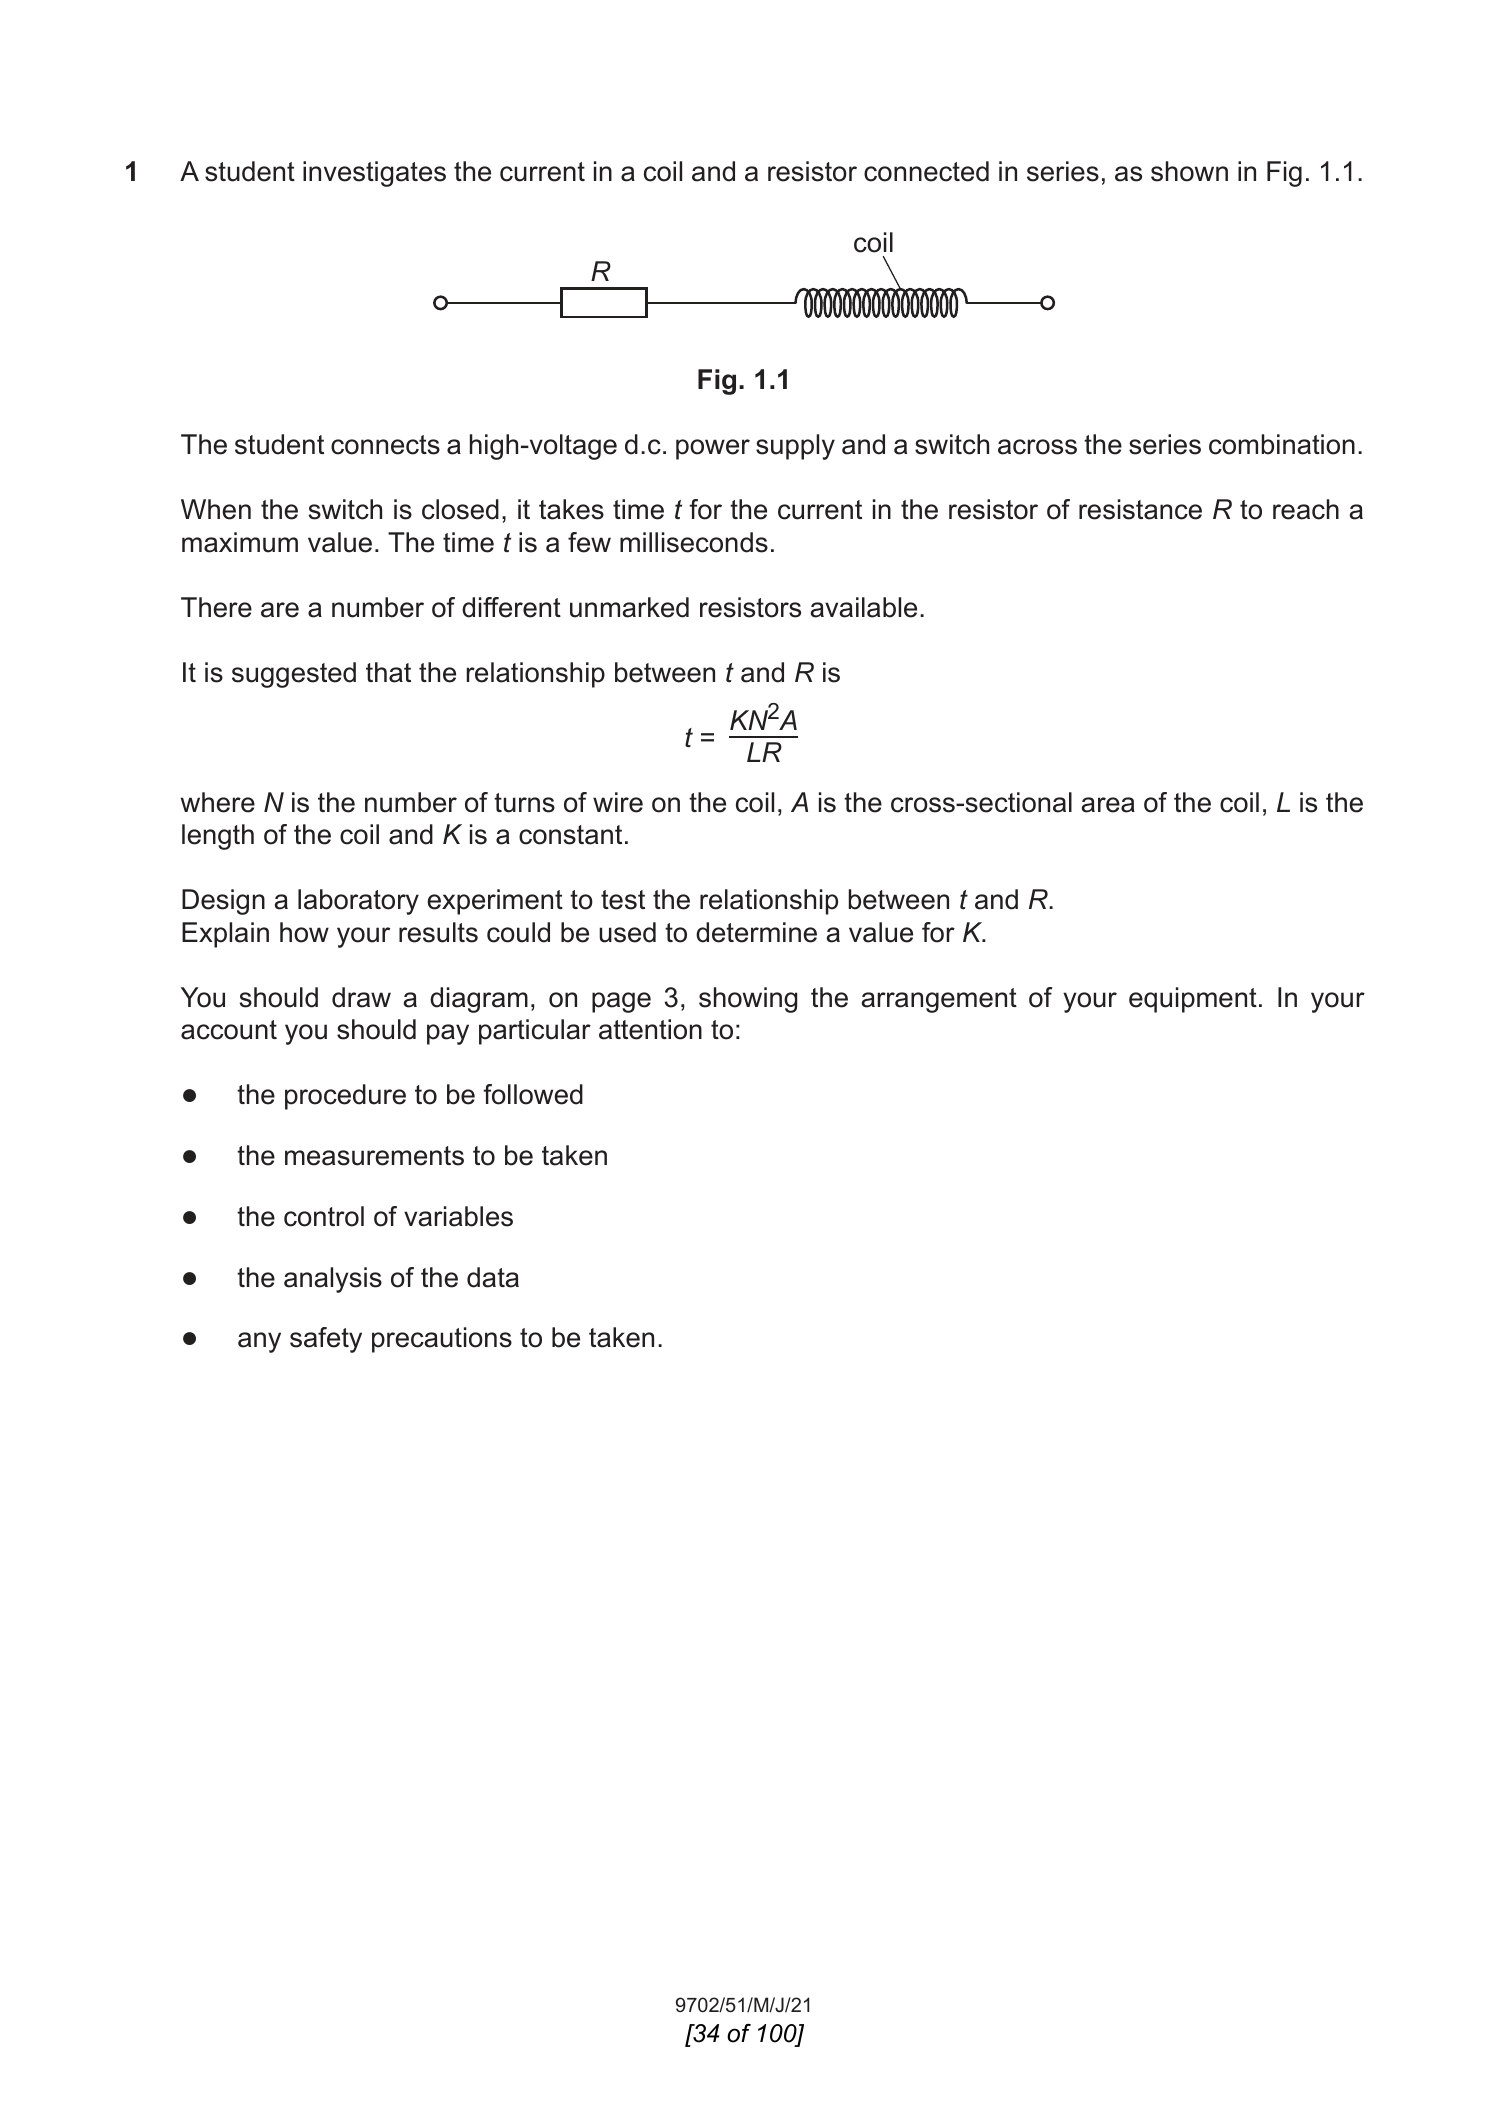 1 A student investigates the current in a coil and a resistor connected in series, as shown in Fig. 1.1.
coil
R
Fig. 1.1
The student connects a high-voltage d.c. power supply and a switch across the series combination.
When the switch is closed, it takes time t for the current in the resistor of resistance R to reach a
maximum value. The time t is a few milliseconds.
There are a number of different unmarked resistors available.
It is suggested that the relationship between t and R is
t = KN²A
LR
where N is the number of turns of wire on the coil, A is the cross-sectional area of the coil, L is the
length of the coil and K is a constant.
Design a laboratory experiment to test the relationship between t and R.
Explain how your results could be used to determine a value for K.
You should draw a diagram, on page 3, showing the arrangement of your equipment. In your
account you should pay particular attention to:
● the procedure to be followed
● the measurements to be taken
● the control of variables
● the analysis of the data
● any safety precautions to be taken.
9702/51/M/J/21
[34 of 100]